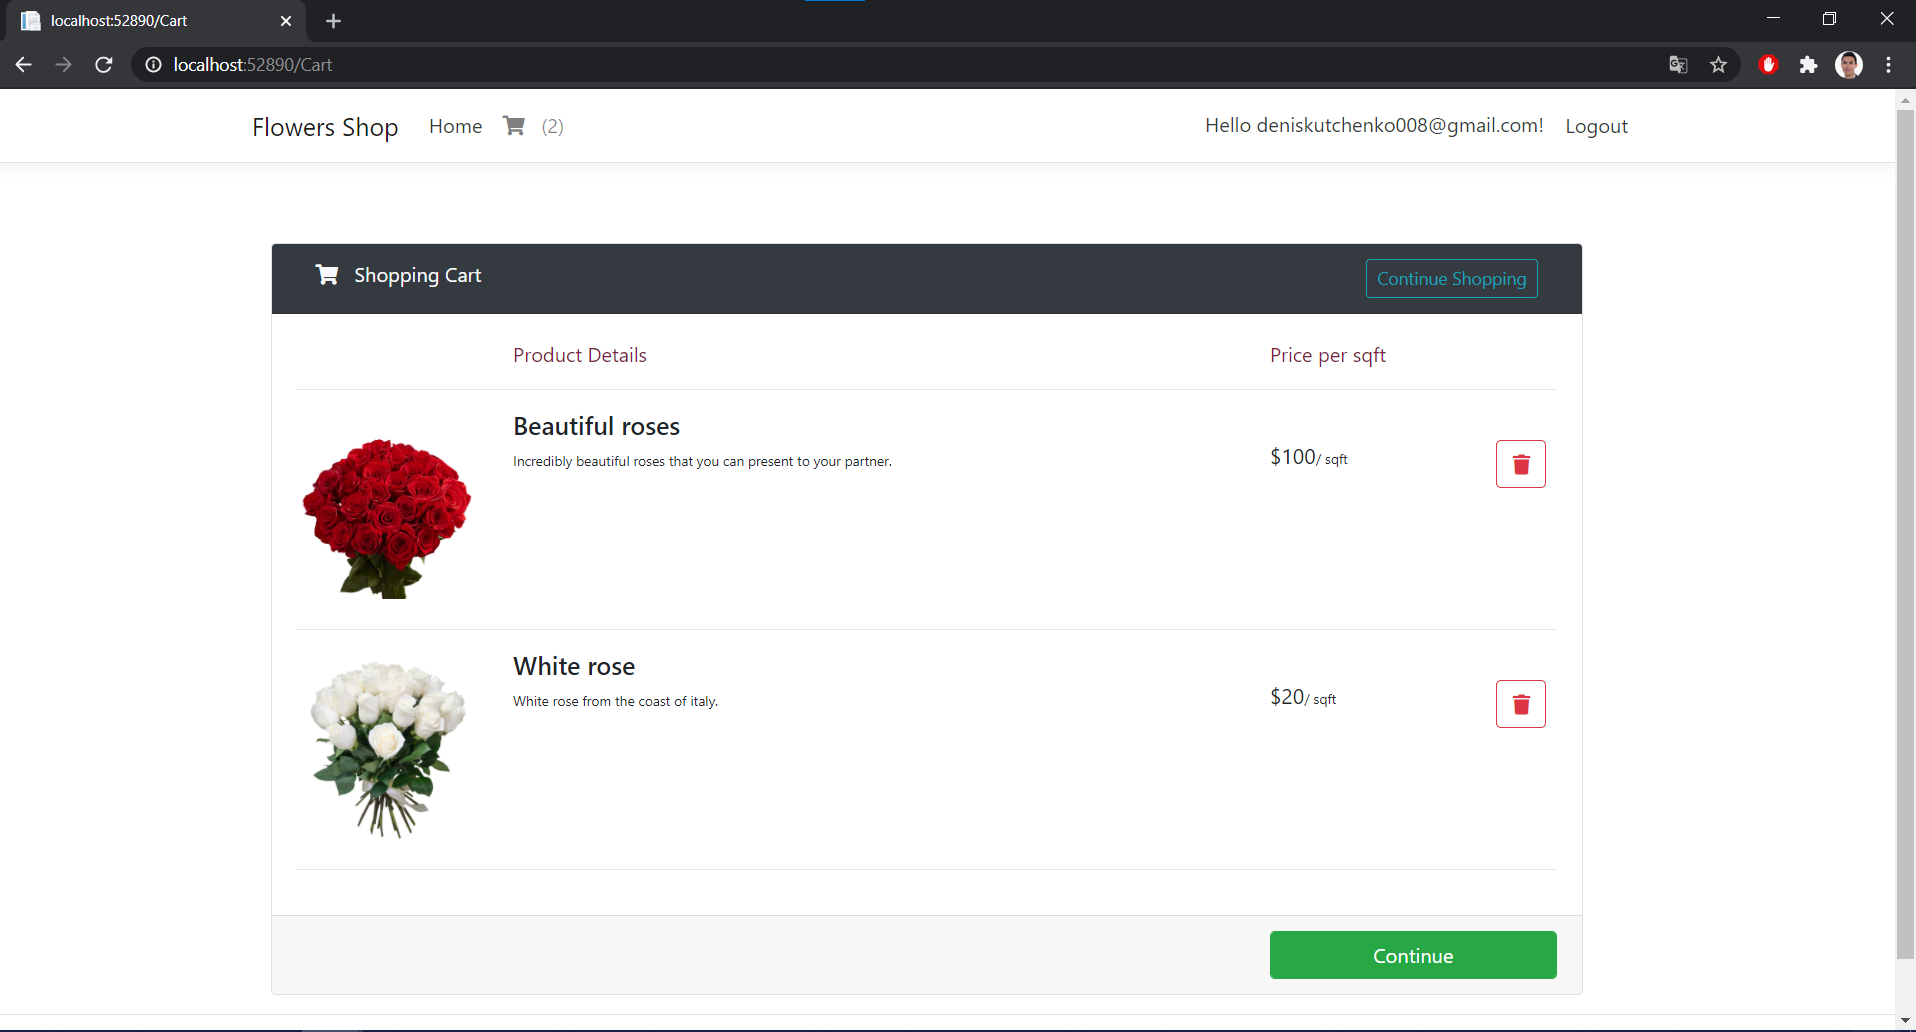 localhost:52890/Cart
localhost:52890/Cart
Flowers Shop Home (2) Hello deniskutchenko008@gmail.com! Logout
Shopping Cart Continue Shopping
Product Details Price per sqft
Beautiful roses
Incredibly beautiful roses that you can present to your partner.
$100/ sqft
White rose
White rose from the coast of italy.
$20/ sqft
Continue